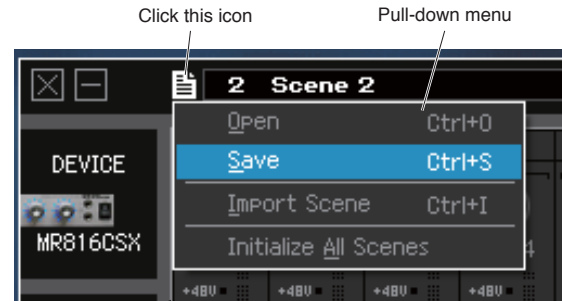 Click this icon
Pull-down menu
2 Scene 2
Open Ctrl+O
Save Ctrl+S
Import Scene Ctrl+I
Initialize All Scenes
DEVICE
MR816CSX
4
+48V +48V +48V +48V